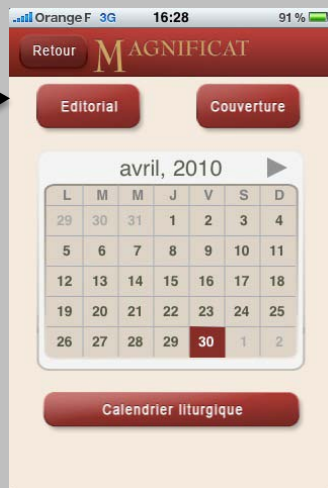 Orange F 3G 16:28 91 %
Retour MAGNIFICAT
Editorial Couverture
avril, 2010
L M M J V S D
29 30 31 1 2 3 4
5 6 7 8 9 10 11
12 13 14 15 16 17 18
19 20 21 22 23 24 25
26 27 28 29 30 1 2
Calendrier liturgique